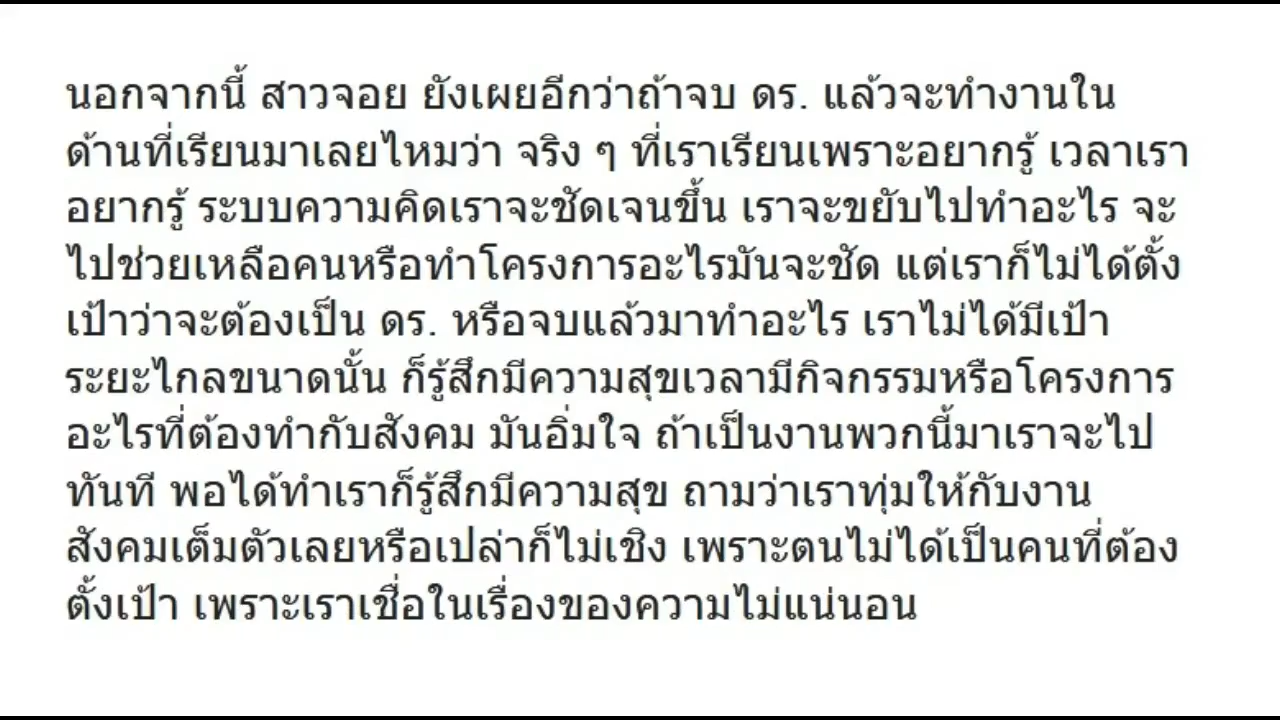 นอกจากนี้ สาวจอย ยังเผยอีกว่าถ้าจบ ดร. แล้วจะทำงานใน
ด้านที่เรียนมาเลยไหมว่า จริง ๆ ที่เราเรียนเพราะอยากรู้ เวลาเรา
อยากรู้ ระบบความคิดเราจะชัดเจนขึ้น เราจะขยับไปทำอะไร จะ
ไปช่วยเหลือคนหรือทำโครงการอะไรมันจะชัด แต่เราก็ไม่ได้ตั้ง
เป้าว่าจะต้องเป็น ดร. หรือจบแล้วมาทำอะไร เราไม่ได้มีเป้า
ระยะไกลขนาดนั้น ก็รู้สึกมีความสุขเวลามีกิจกรรมหรือโครงการ
อะไรที่ต้องทำกับสังคม มันอิ่มใจ ถ้าเป็นงานพวกนี้มาเราจะไป
ทันที พอได้ทำเราก็รู้สึกมีความสุข ถามว่าเราทุ่มให้กับงาน
สังคมเต็มตัวเลยหรือเปล่าก็ไม่เชิง เพราะตนไม่ได้เป็นคนที่ต้อง
ตั้งเป้า เพราะเราเชื่อในเรื่องของความไม่แน่นอน